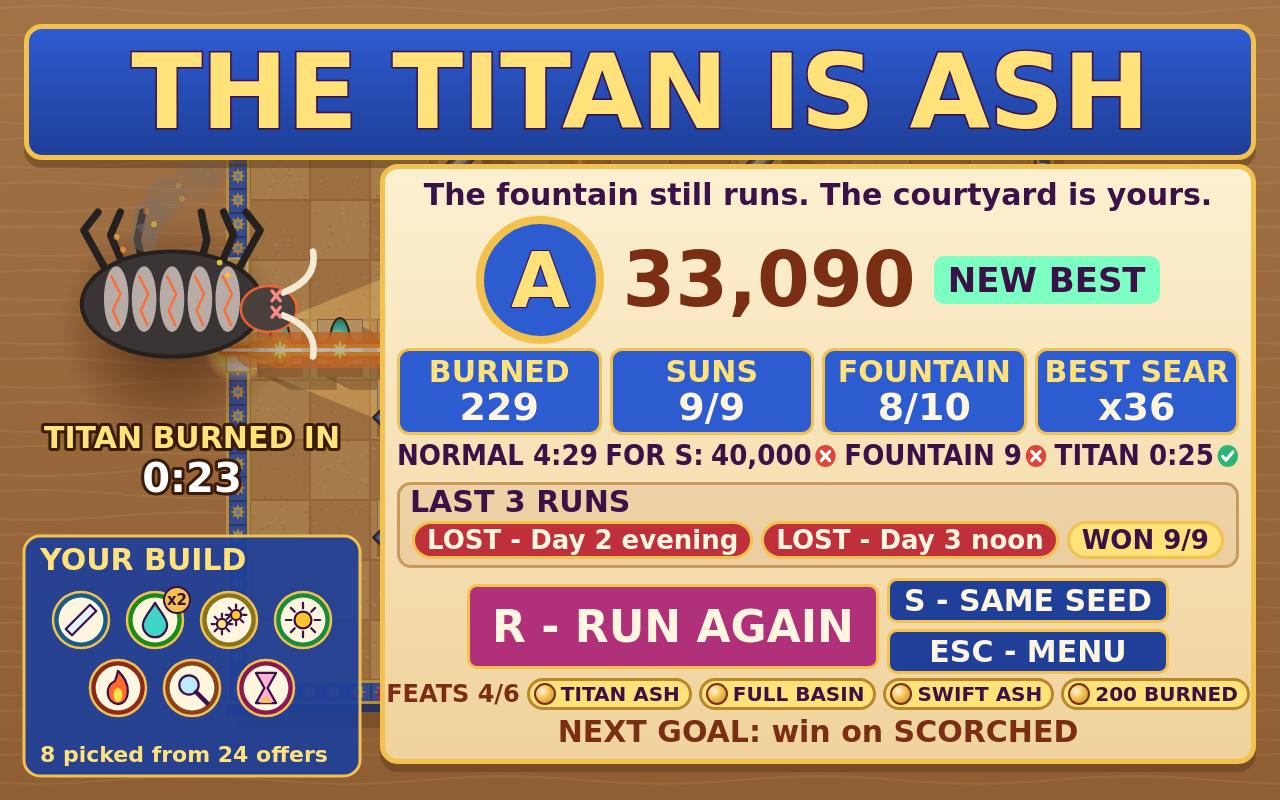 THE TITAN IS ASH
The fountain still runs. The courtyard is yours.
A 33,090 NEW BEST
BURNED SUNS FOUNTAIN BEST SEAR
229 9/9 8/10 x36
NORMAL 4:29 FOR S: 40,000 FOUNTAIN 9 TITAN 0:25
TITAN BURNED IN
0:23
LAST 3 RUNS
LOST - Day 2 evening LOST - Day 3 noon WON 9/9
YOUR BUILD
x2
8 picked from 24 offers
R - RUN AGAIN
S - SAME SEED
ESC - MENU
FEATS 4/6 TITAN ASH FULL BASIN SWIFT ASH 200 BURNED
NEXT GOAL: win on SCORCHED